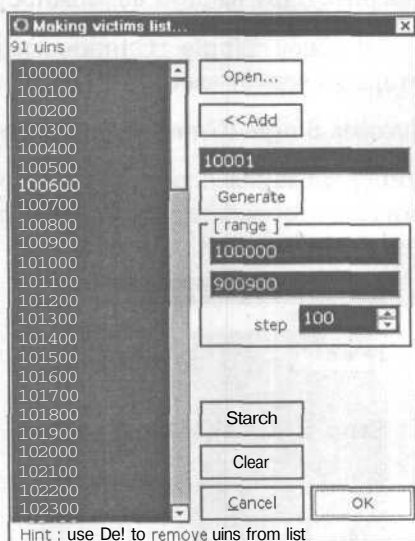 Making victims list...
91 uins
100000
100100
100200
100300
100400
100500
100600
100700
100800
100900
101000
101100
101200
101300
101400
101500
101600
101700
101800
101900
102000
102100
102200
102300
Open...
<<Add
10001
Generate
[ range ]
100000
900900
step 100
Starch
Clear
Cancel
OK
Hint : use De! to remove uins from list